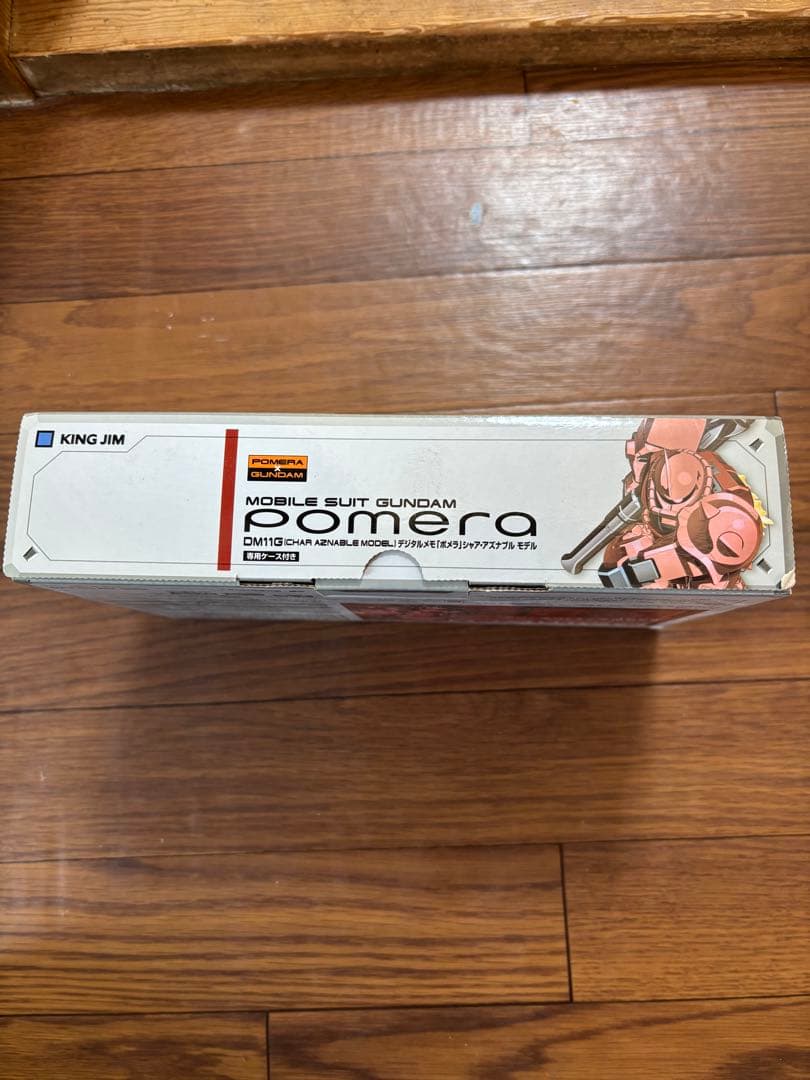 KING JIM
POMERA
×
GUNDAM
MOBILE SUIT GUNDAM
pomera
DM11G [CHAR AZNABLE MODEL] デジタルメモ「ポメラ」シャア・アズナブル モデル
専用ケース付き